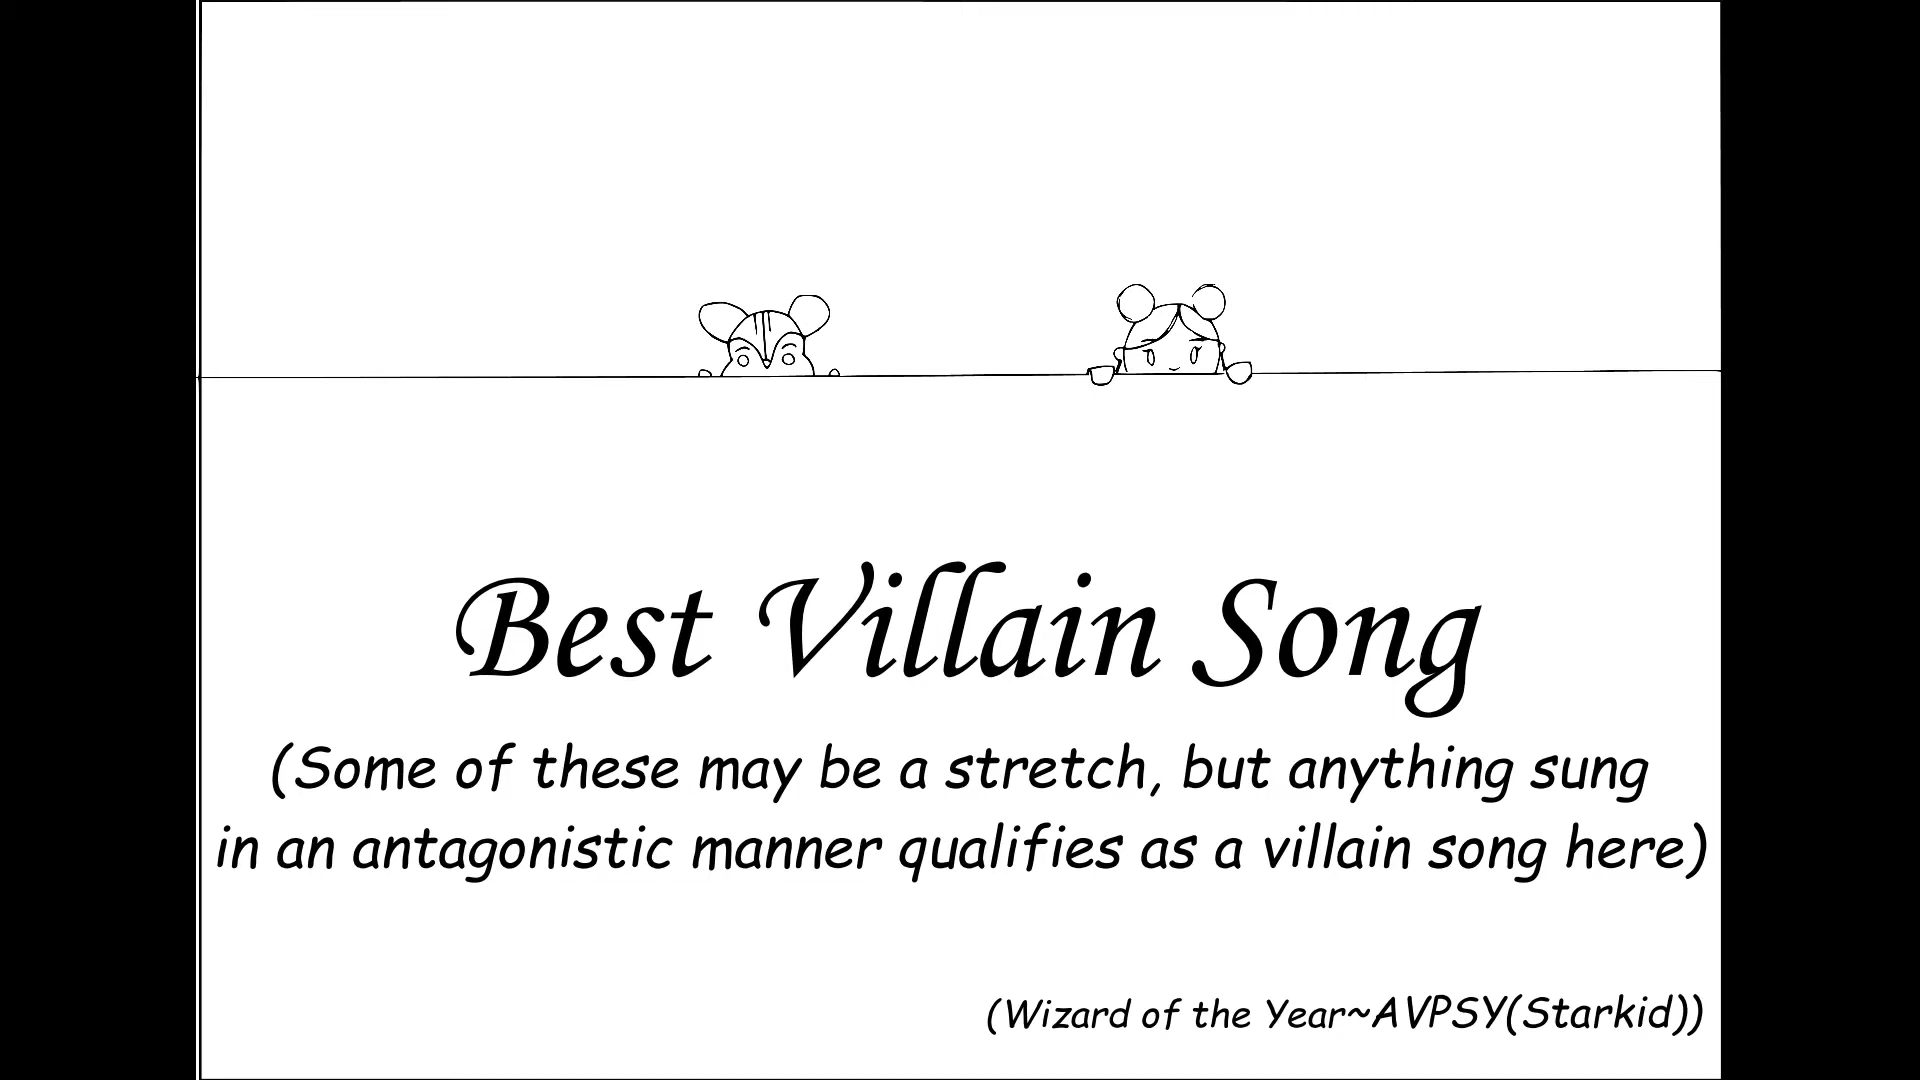 Best Villain Song
(Some of these may be a stretch, but anything sung
in an antagonistic manner qualifies as a villain song here)
(Wizard of the Year~AVPSY(Starkid))